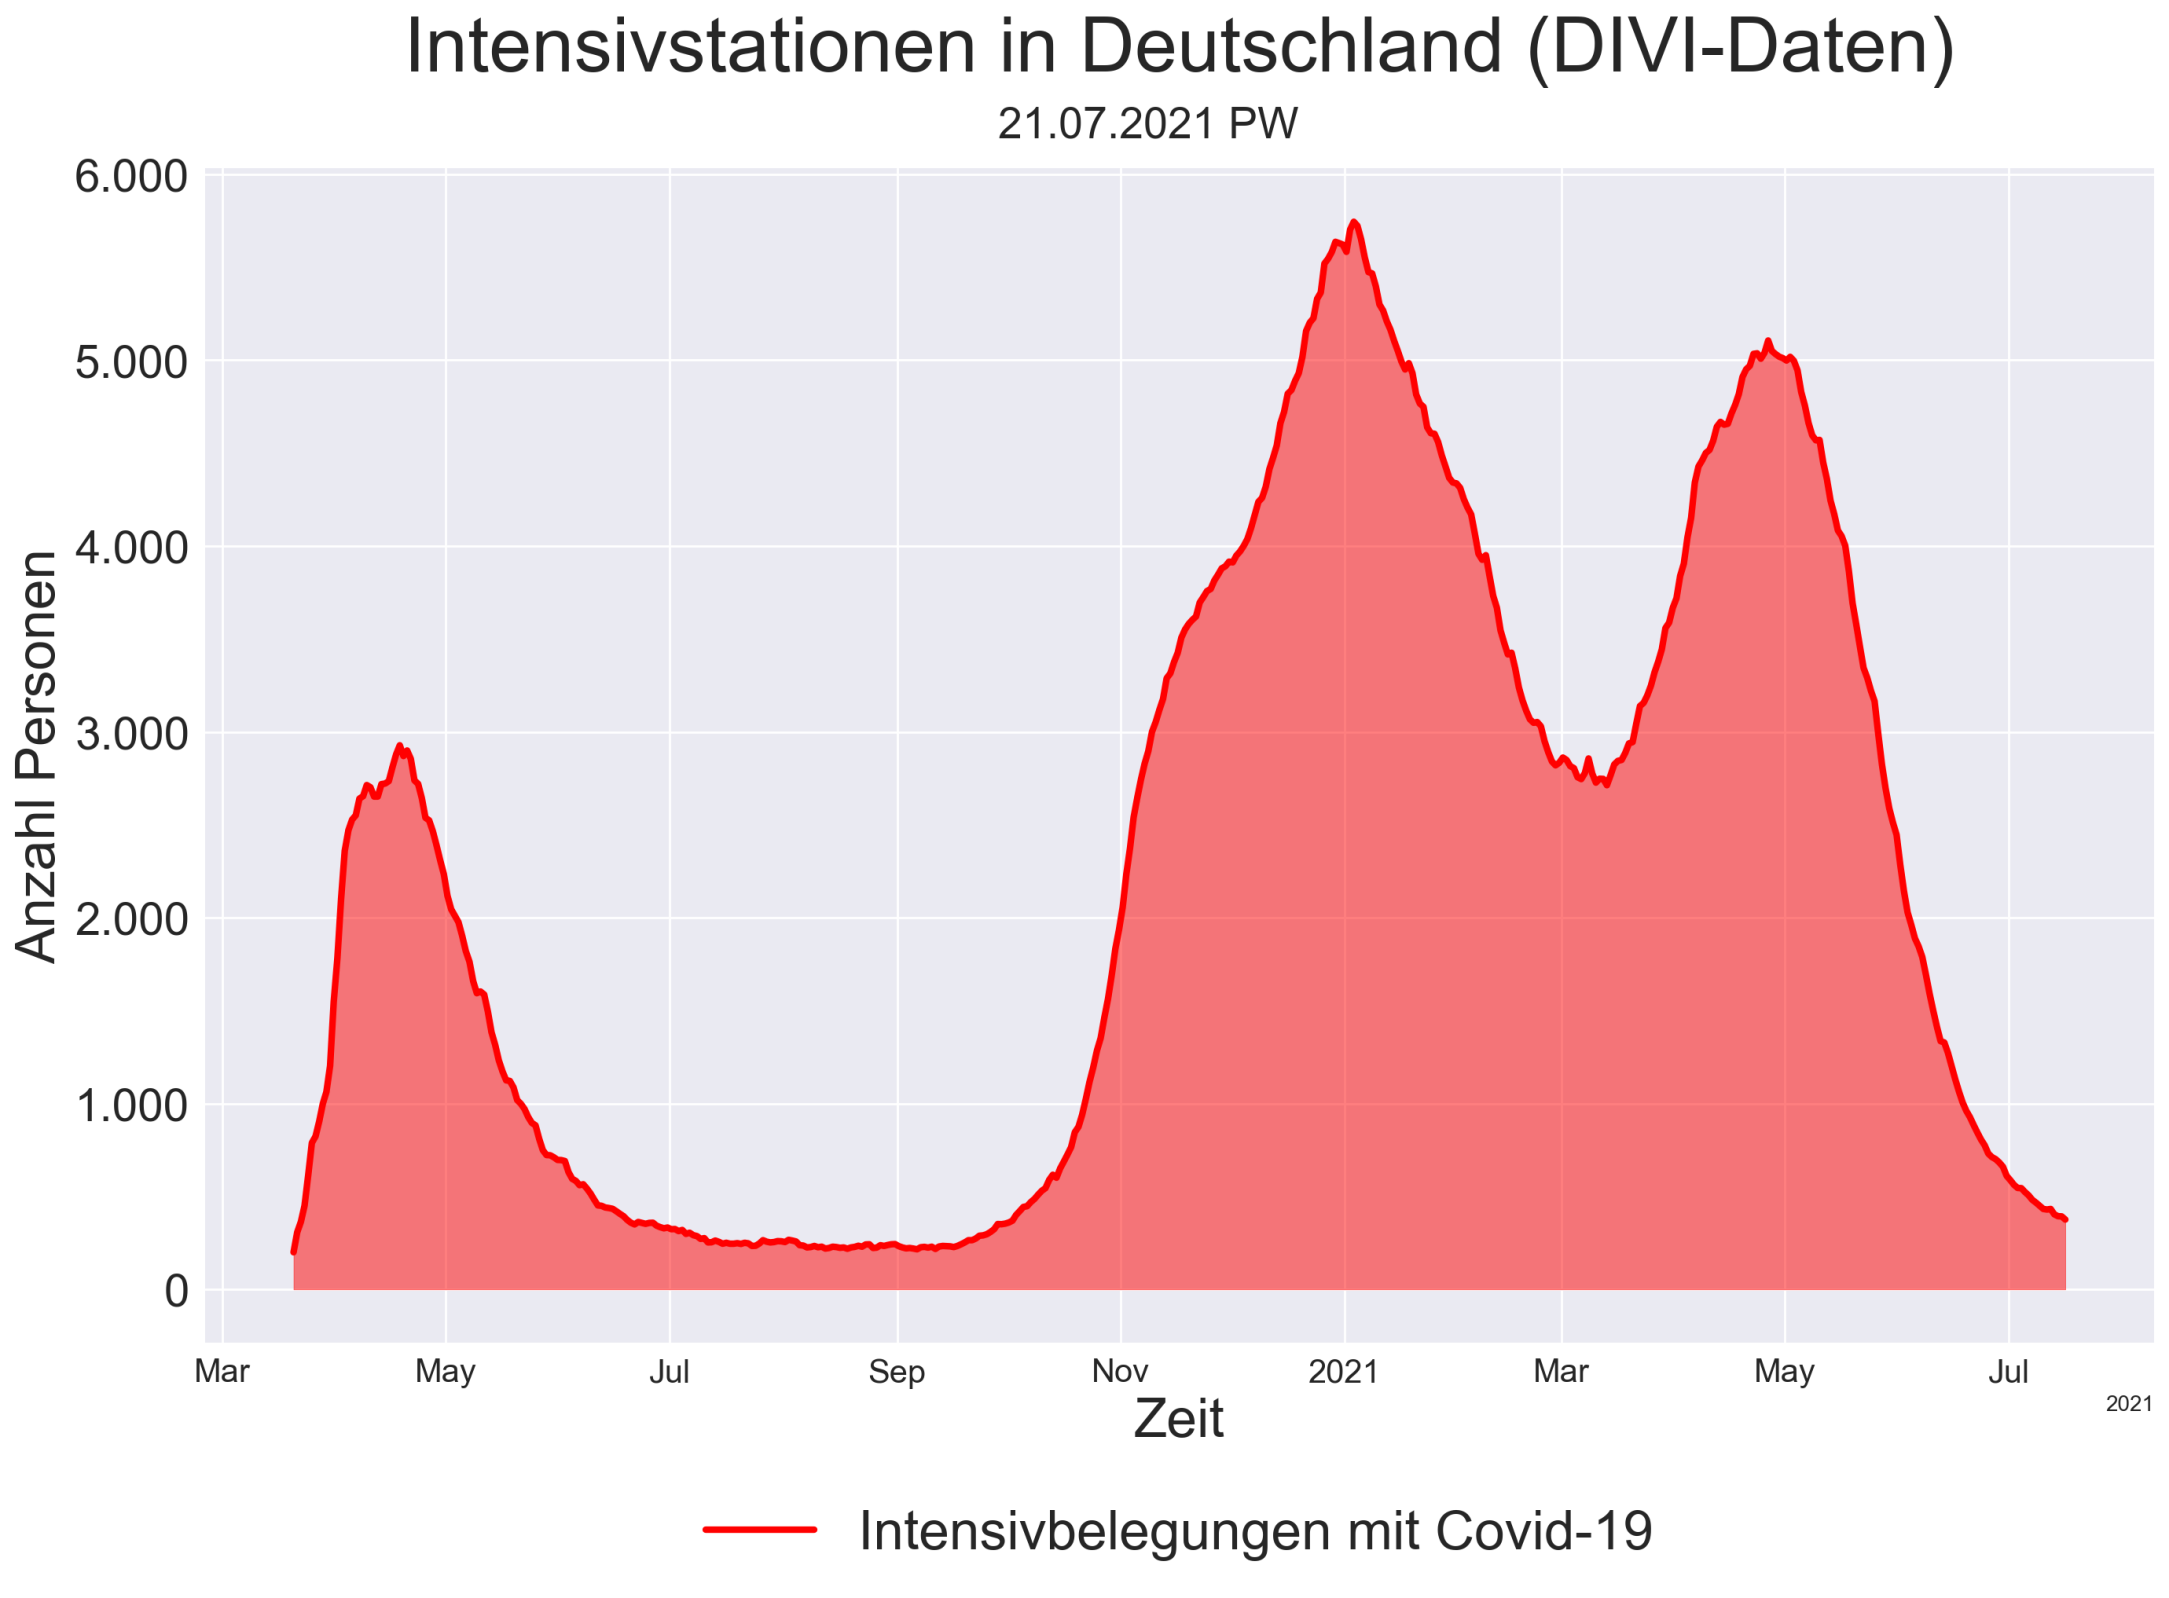 Intensivstationen in Deutschland (DIVI-Daten)
21.07.2021 PW
Anzahl Personen
6.000
5.000
4.000
3.000
2.000
1.000
0
Mar May Jul Sep Nov 2021 Mar May Jul
2021
Zeit
Intensivbelegungen mit Covid-19